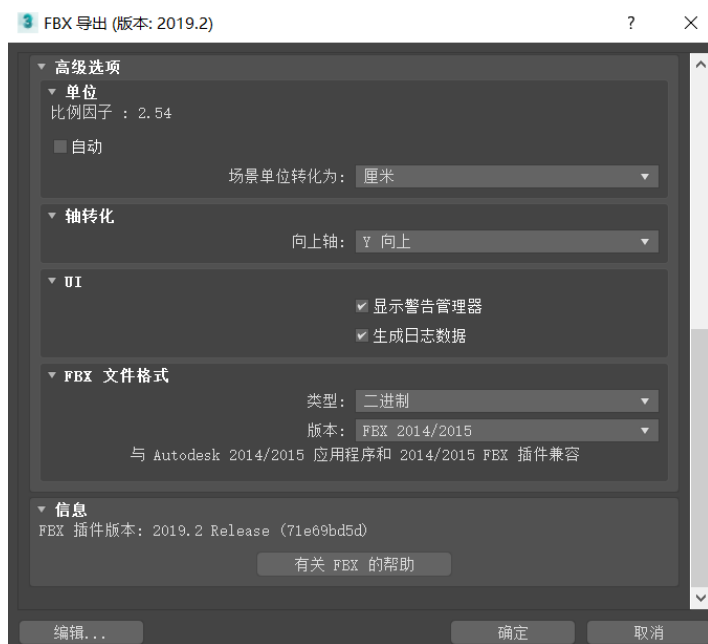 FBX 导出 (版本: 2019.2)
高级选项
单位
比例因子 : 2.54
自动
场景单位转化为: 厘米
轴转化
向上轴: Y 向上
UI
显示警告管理器
生成日志数据
FBX 文件格式
类型: 二进制
版本: FBX 2014/2015
与 Autodesk 2014/2015 应用程序和 2014/2015 FBX 插件兼容
信息
FBX 插件版本: 2019.2 Release (71e69bd5d)
有关 FBX 的帮助
编辑... 确定 取消